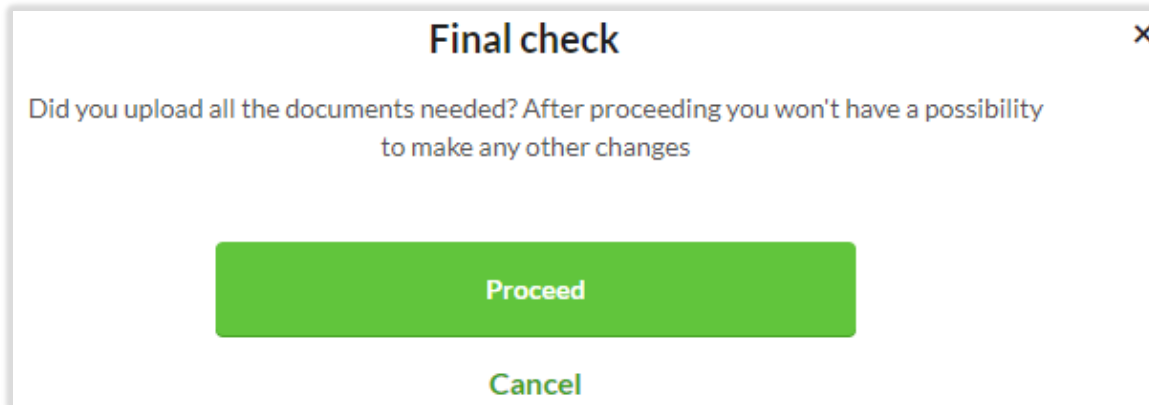 Final check
×
Did you upload all the documents needed? After proceeding you won't have a possibility
to make any other changes
Proceed
Cancel